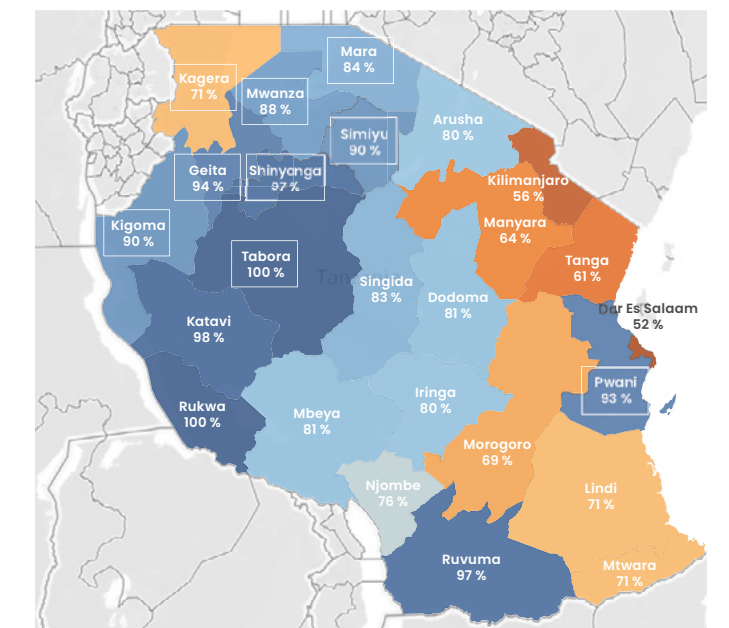 Mara
84 %
Kagera
71 %
Mwanza
88 %
Arusha
80 %
Simiyu
90 %
Geita
94 %
Shinyanga
97 %
Kilimanjaro
56 %
Kigoma
90 %
Manyara
64 %
Tabora
100 %
Tanga
61 %
Singida
83 %
Dodoma
81 %
Dar Es Salaam
52 %
Katavi
98 %
Pwani
93 %
Iringa
80 %
Rukwa
100 %
Mbeya
81 %
Morogoro
69 %
Njombe
76 %
Lindi
71 %
Ruvuma
97 %
Mtwara
71 %